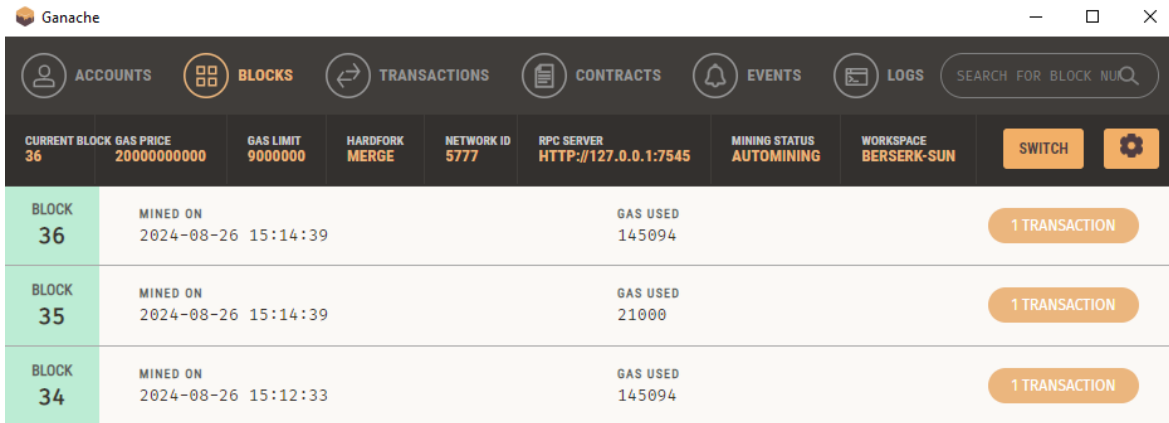 Ganache
ACCOUNTS BLOCKS TRANSACTIONS CONTRACTS EVENTS LOGS SEARCH FOR BLOCK
CURRENT BLOCK GAS PRICE GAS LIMIT HARDFORK NETWORK ID RPC SERVER MINING STATUS WORKSPACE
36 20000000000 9000000 MERGE 5777 HTTP://127.0.0.1:7545 AUTOMINING BERSERK-SUN SWITCH
BLOCK MINED ON GAS USED
36 2024-08-26 15:14:39 145094 1 TRANSACTION
BLOCK MINED ON GAS USED
35 2024-08-26 15:14:39 21000 1 TRANSACTION
BLOCK MINED ON GAS USED
34 2024-08-26 15:12:33 145094 1 TRANSACTION